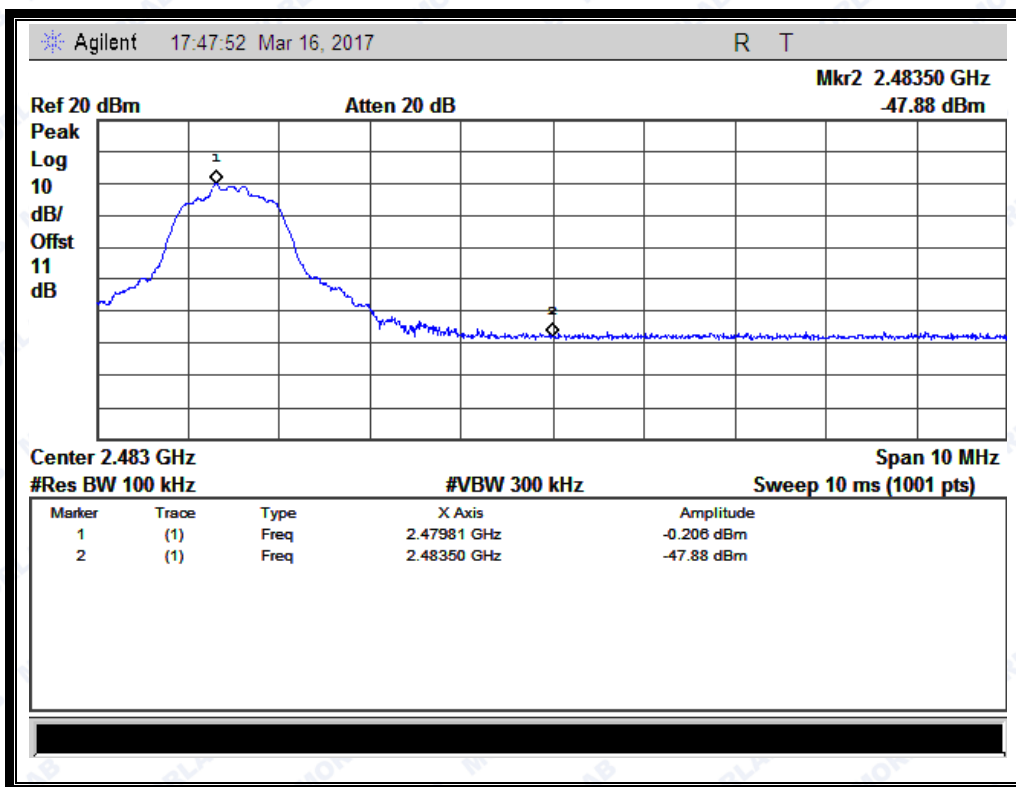 Agilent 17:47:52 Mar 16, 2017 R T
Mkr2 2.48350 GHz
Ref 20 dBm Atten 20 dB -47.88 dBm
Peak
Log
10
dB/
Offst
11
dB
1
2
Center 2.483 GHz Span 10 MHz
#Res BW 100 kHz #VBW 300 kHz Sweep 10 ms (1001 pts)
Marker Trace Type X Axis Amplitude
1 (1) Freq 2.47981 GHz -0.206 dBm
2 (1) Freq 2.48350 GHz -47.88 dBm